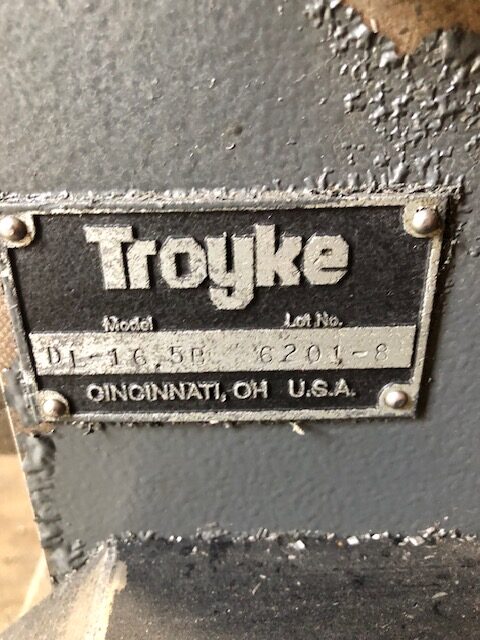 Troyke
Model Lot No.
DL-16.5B 6201-8
CINCINNATI, OH U.S.A.